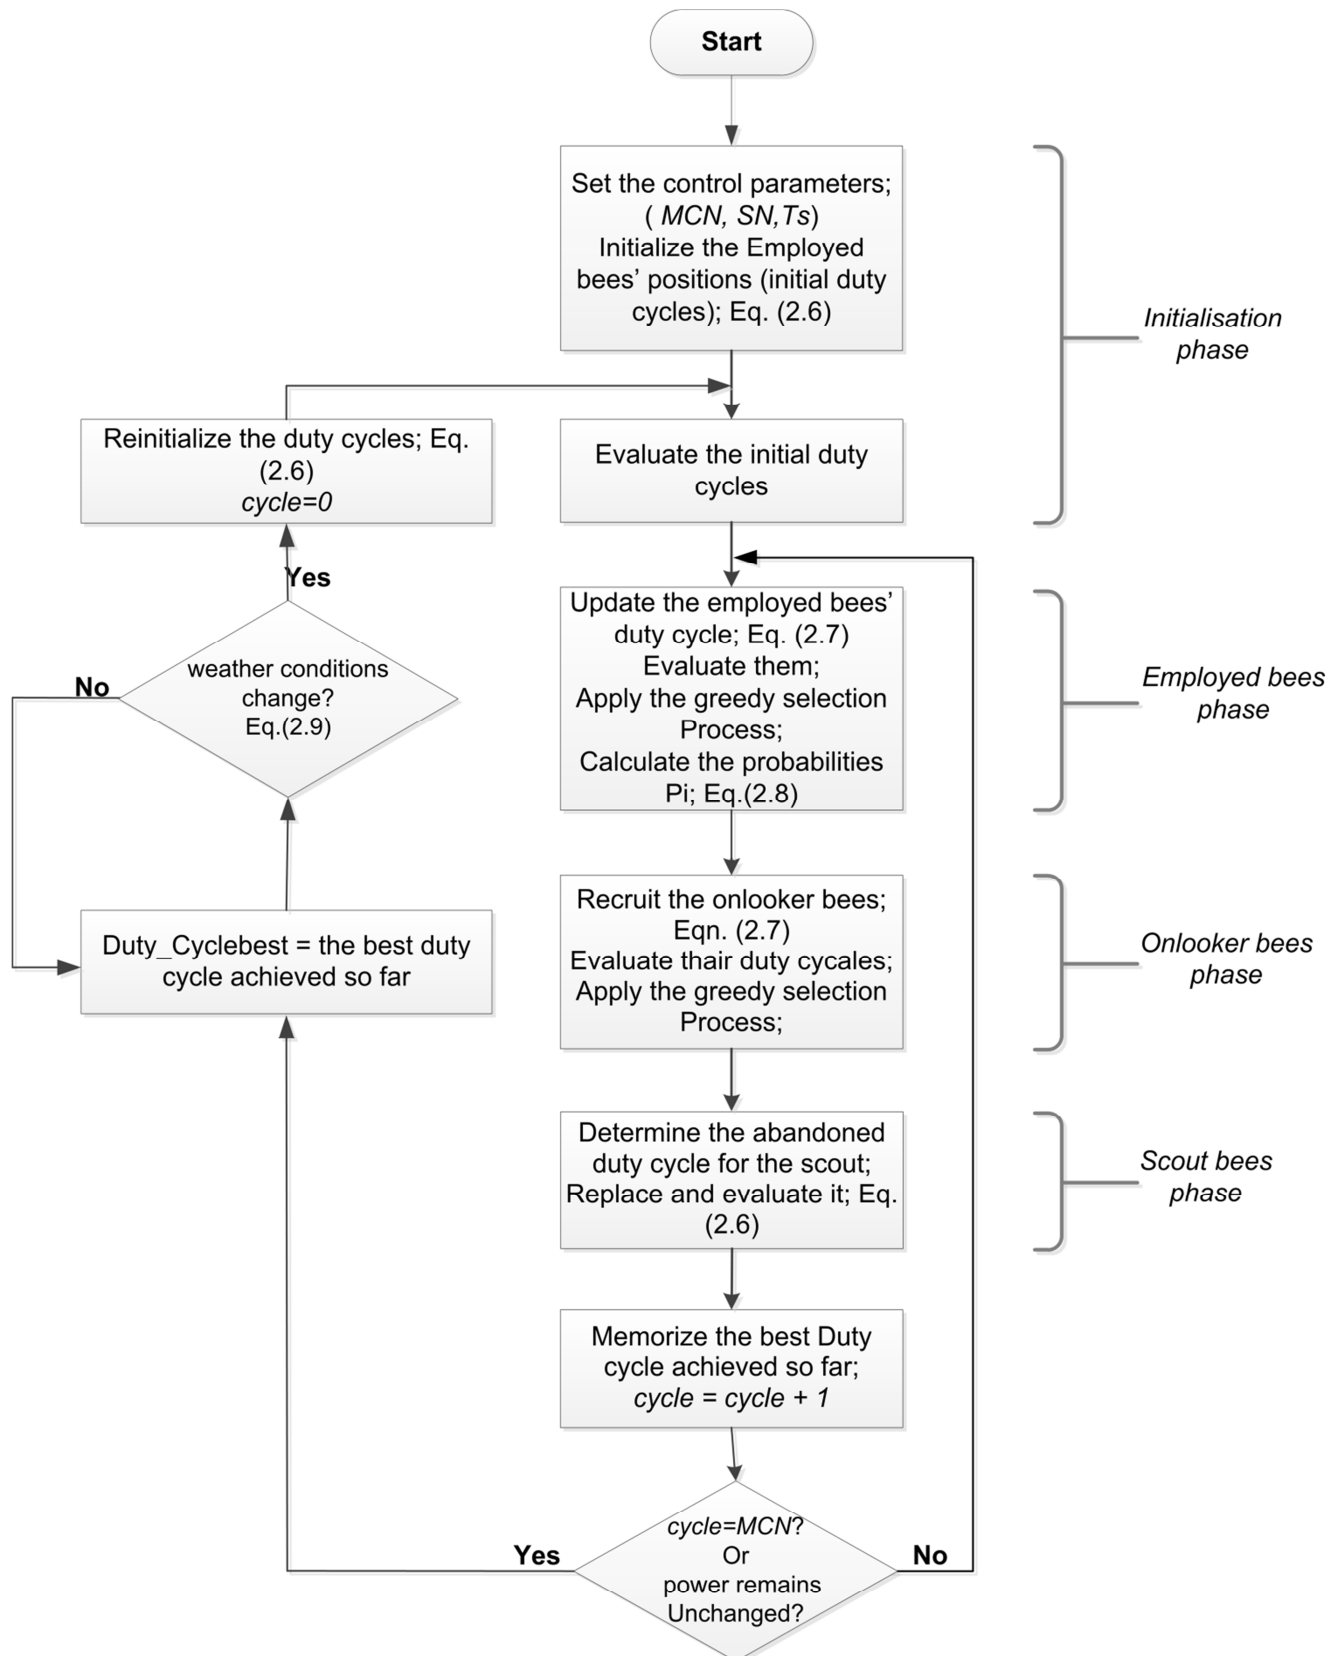 Start
Set the control parameters;
( MCN, SN,Ts)
Initialize the Employed
bees’ positions (initial duty
cycles); Eq. (2.6)
Initialisation
phase
Reinitialize the duty cycles; Eq.
(2.6)
cycle=0
Evaluate the initial duty
cycles
Yes
weather conditions
change?
Eq.(2.9)
No
Update the employed bees’
duty cycle; Eq. (2.7)
Evaluate them;
Apply the greedy selection
Process;
Calculate the probabilities
Pi; Eq.(2.8)
Employed bees
phase
Duty_Cyclebest = the best duty
cycle achieved so far
Recruit the onlooker bees;
Eqn. (2.7)
Evaluate thair duty cycales;
Apply the greedy selection
Process;
Onlooker bees
phase
Determine the abandoned
duty cycle for the scout;
Replace and evaluate it; Eq.
(2.6)
Scout bees
phase
Memorize the best Duty
cycle achieved so far;
cycle = cycle + 1
Yes
cycle=MCN?
Or
power remains
Unchanged?
No